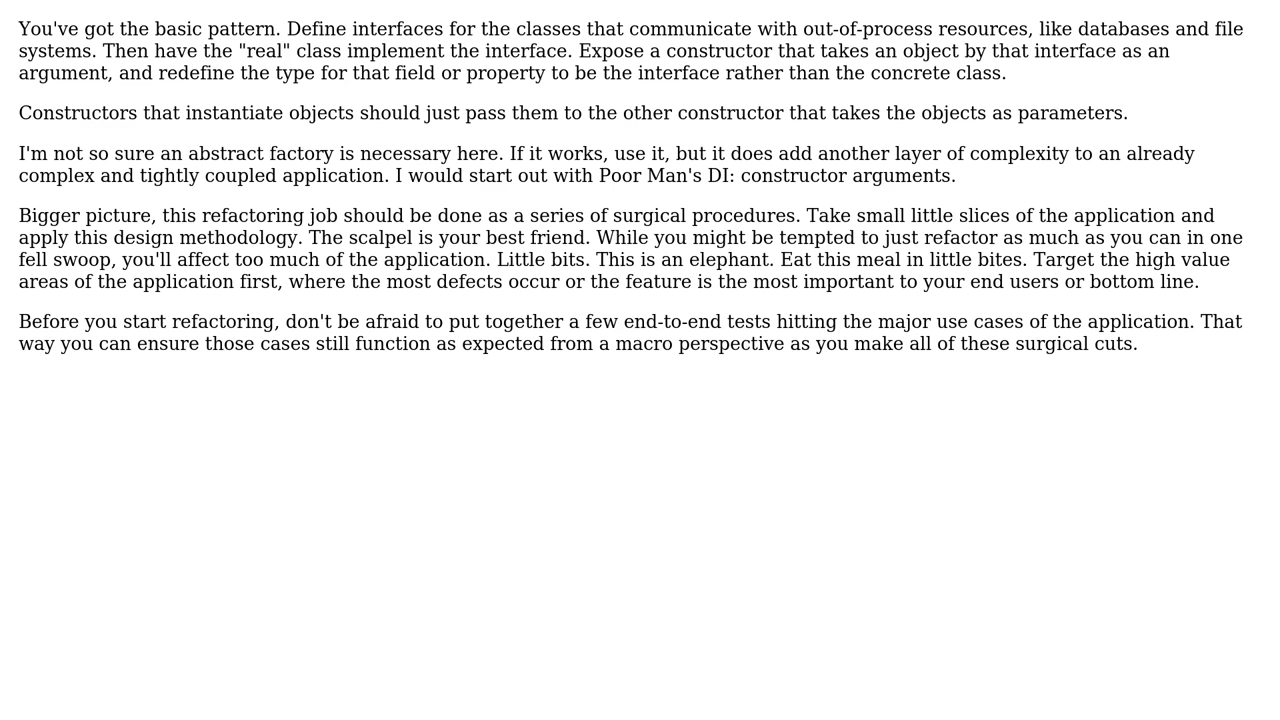 You've got the basic pattern. Define interfaces for the classes that communicate with out-of-process resources, like databases and file
systems. Then have the "real" class implement the interface. Expose a constructor that takes an object by that interface as an
argument, and redefine the type for that field or property to be the interface rather than the concrete class.
Constructors that instantiate objects should just pass them to the other constructor that takes the objects as parameters.
I'm not so sure an abstract factory is necessary here. If it works, use it, but it does add another layer of complexity to an already
complex and tightly coupled application. I would start out with Poor Man's DI: constructor arguments.
Bigger picture, this refactoring job should be done as a series of surgical procedures. Take small little slices of the application and
apply this design methodology. The scalpel is your best friend. While you might be tempted to just refactor as much as you can in one
fell swoop, you'll affect too much of the application. Little bits. This is an elephant. Eat this meal in little bites. Target the high value
areas of the application first, where the most defects occur or the feature is the most important to your end users or bottom line.
Before you start refactoring, don't be afraid to put together a few end-to-end tests hitting the major use cases of the application. That
way you can ensure those cases still function as expected from a macro perspective as you make all of these surgical cuts.